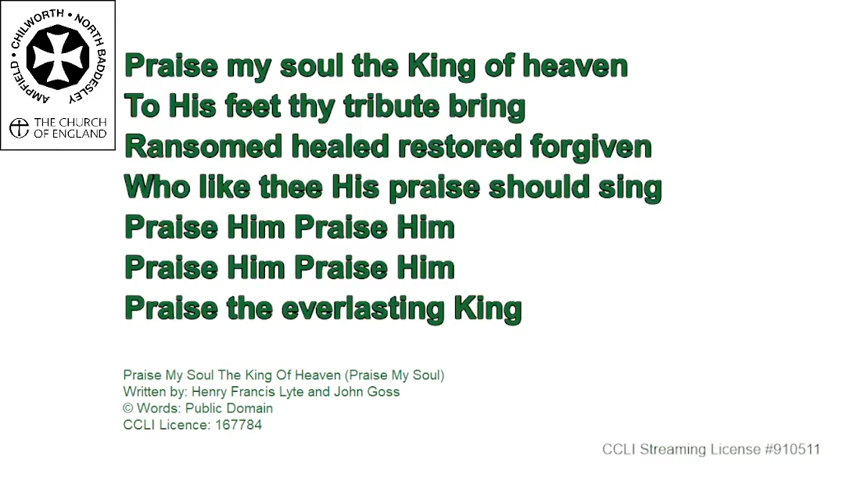 AMPFIELD • CHILWORTH • NORTH BADDESLEY
THE CHURCH
OF ENGLAND
Praise my soul the King of heaven
To His feet thy tribute bring
Ransomed healed restored forgiven
Who like thee His praise should sing
Praise Him Praise Him
Praise Him Praise Him
Praise the everlasting King
Praise My Soul The King Of Heaven (Praise My Soul)
Written by: Henry Francis Lyte and John Goss
© Words: Public Domain
CCLI Licence: 167784
CCLI Streaming License #910511